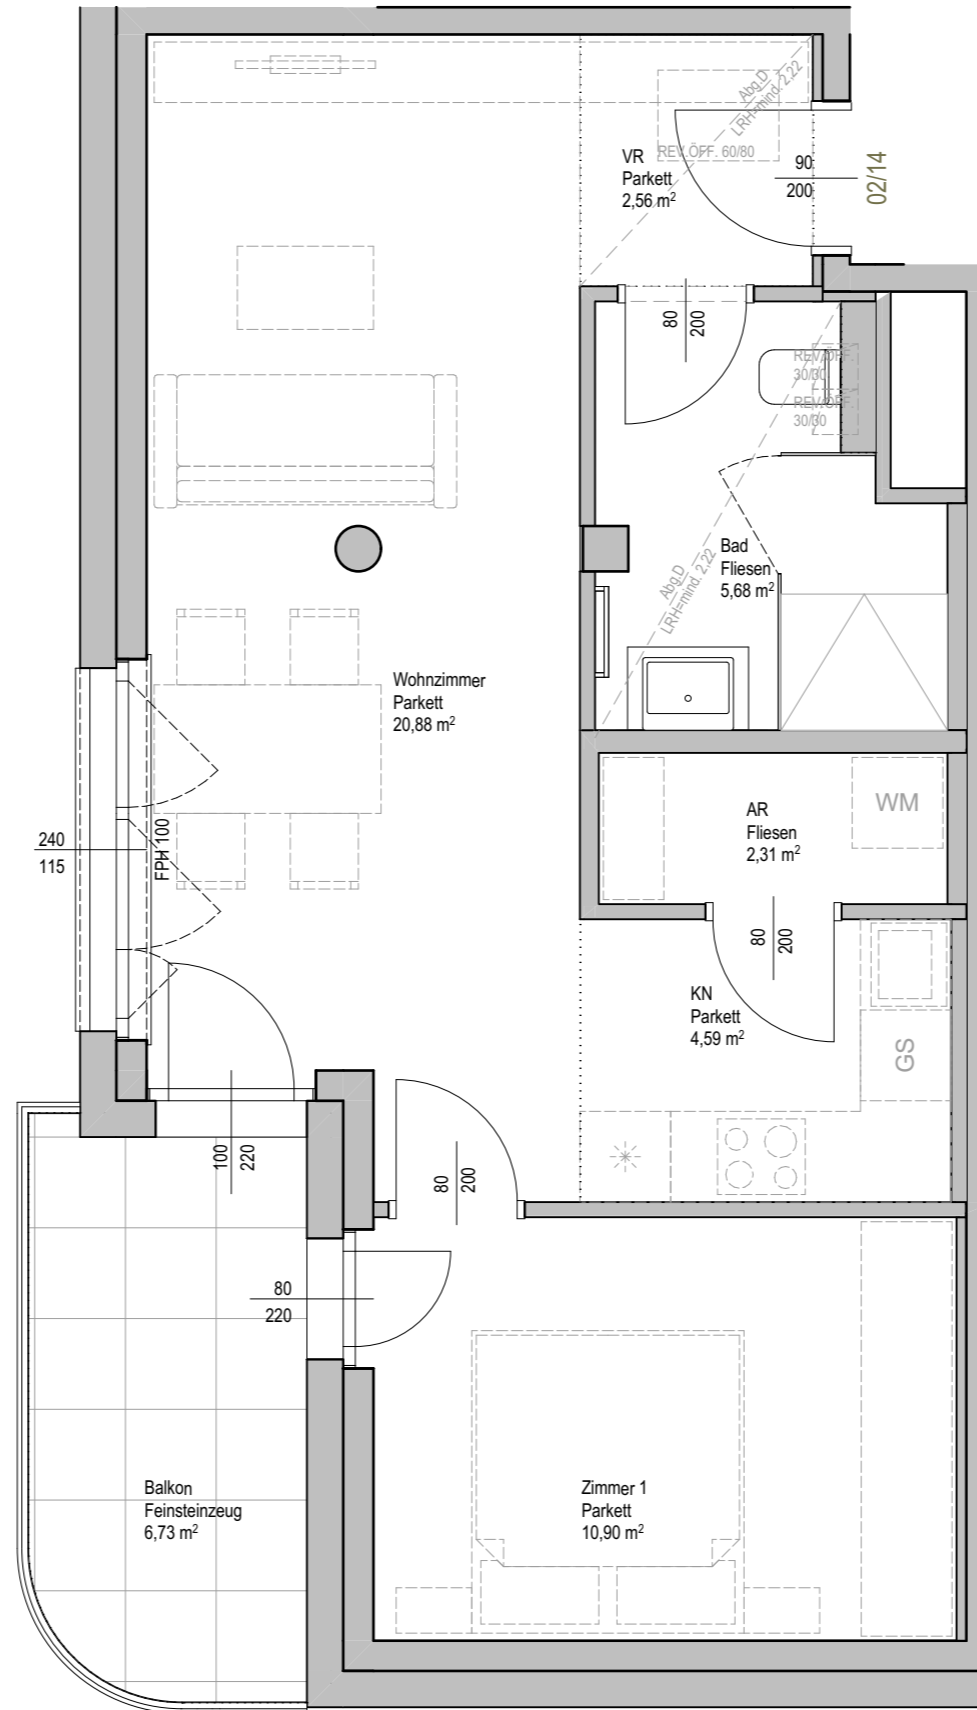 Abg.D
LRH=mind. 2,22
REV.ÖFF. 60/80
VR
Parkett
2,56 m²
90
200
02/14
80
200
REV.ÖFF.
30/30
REV.ÖFF.
30/30
Bad
Fliesen
5,68 m²
Abg.D
LRH=mind. 2,22
Wohnzimmer
Parkett
20,88 m²
240
115
FPH 100
AR
Fliesen
2,31 m²
WM
80
200
KN
Parkett
4,59 m²
GS
100
220
80
200
80
220
Balkon
Feinsteinzeug
6,73 m²
Zimmer 1
Parkett
10,90 m²